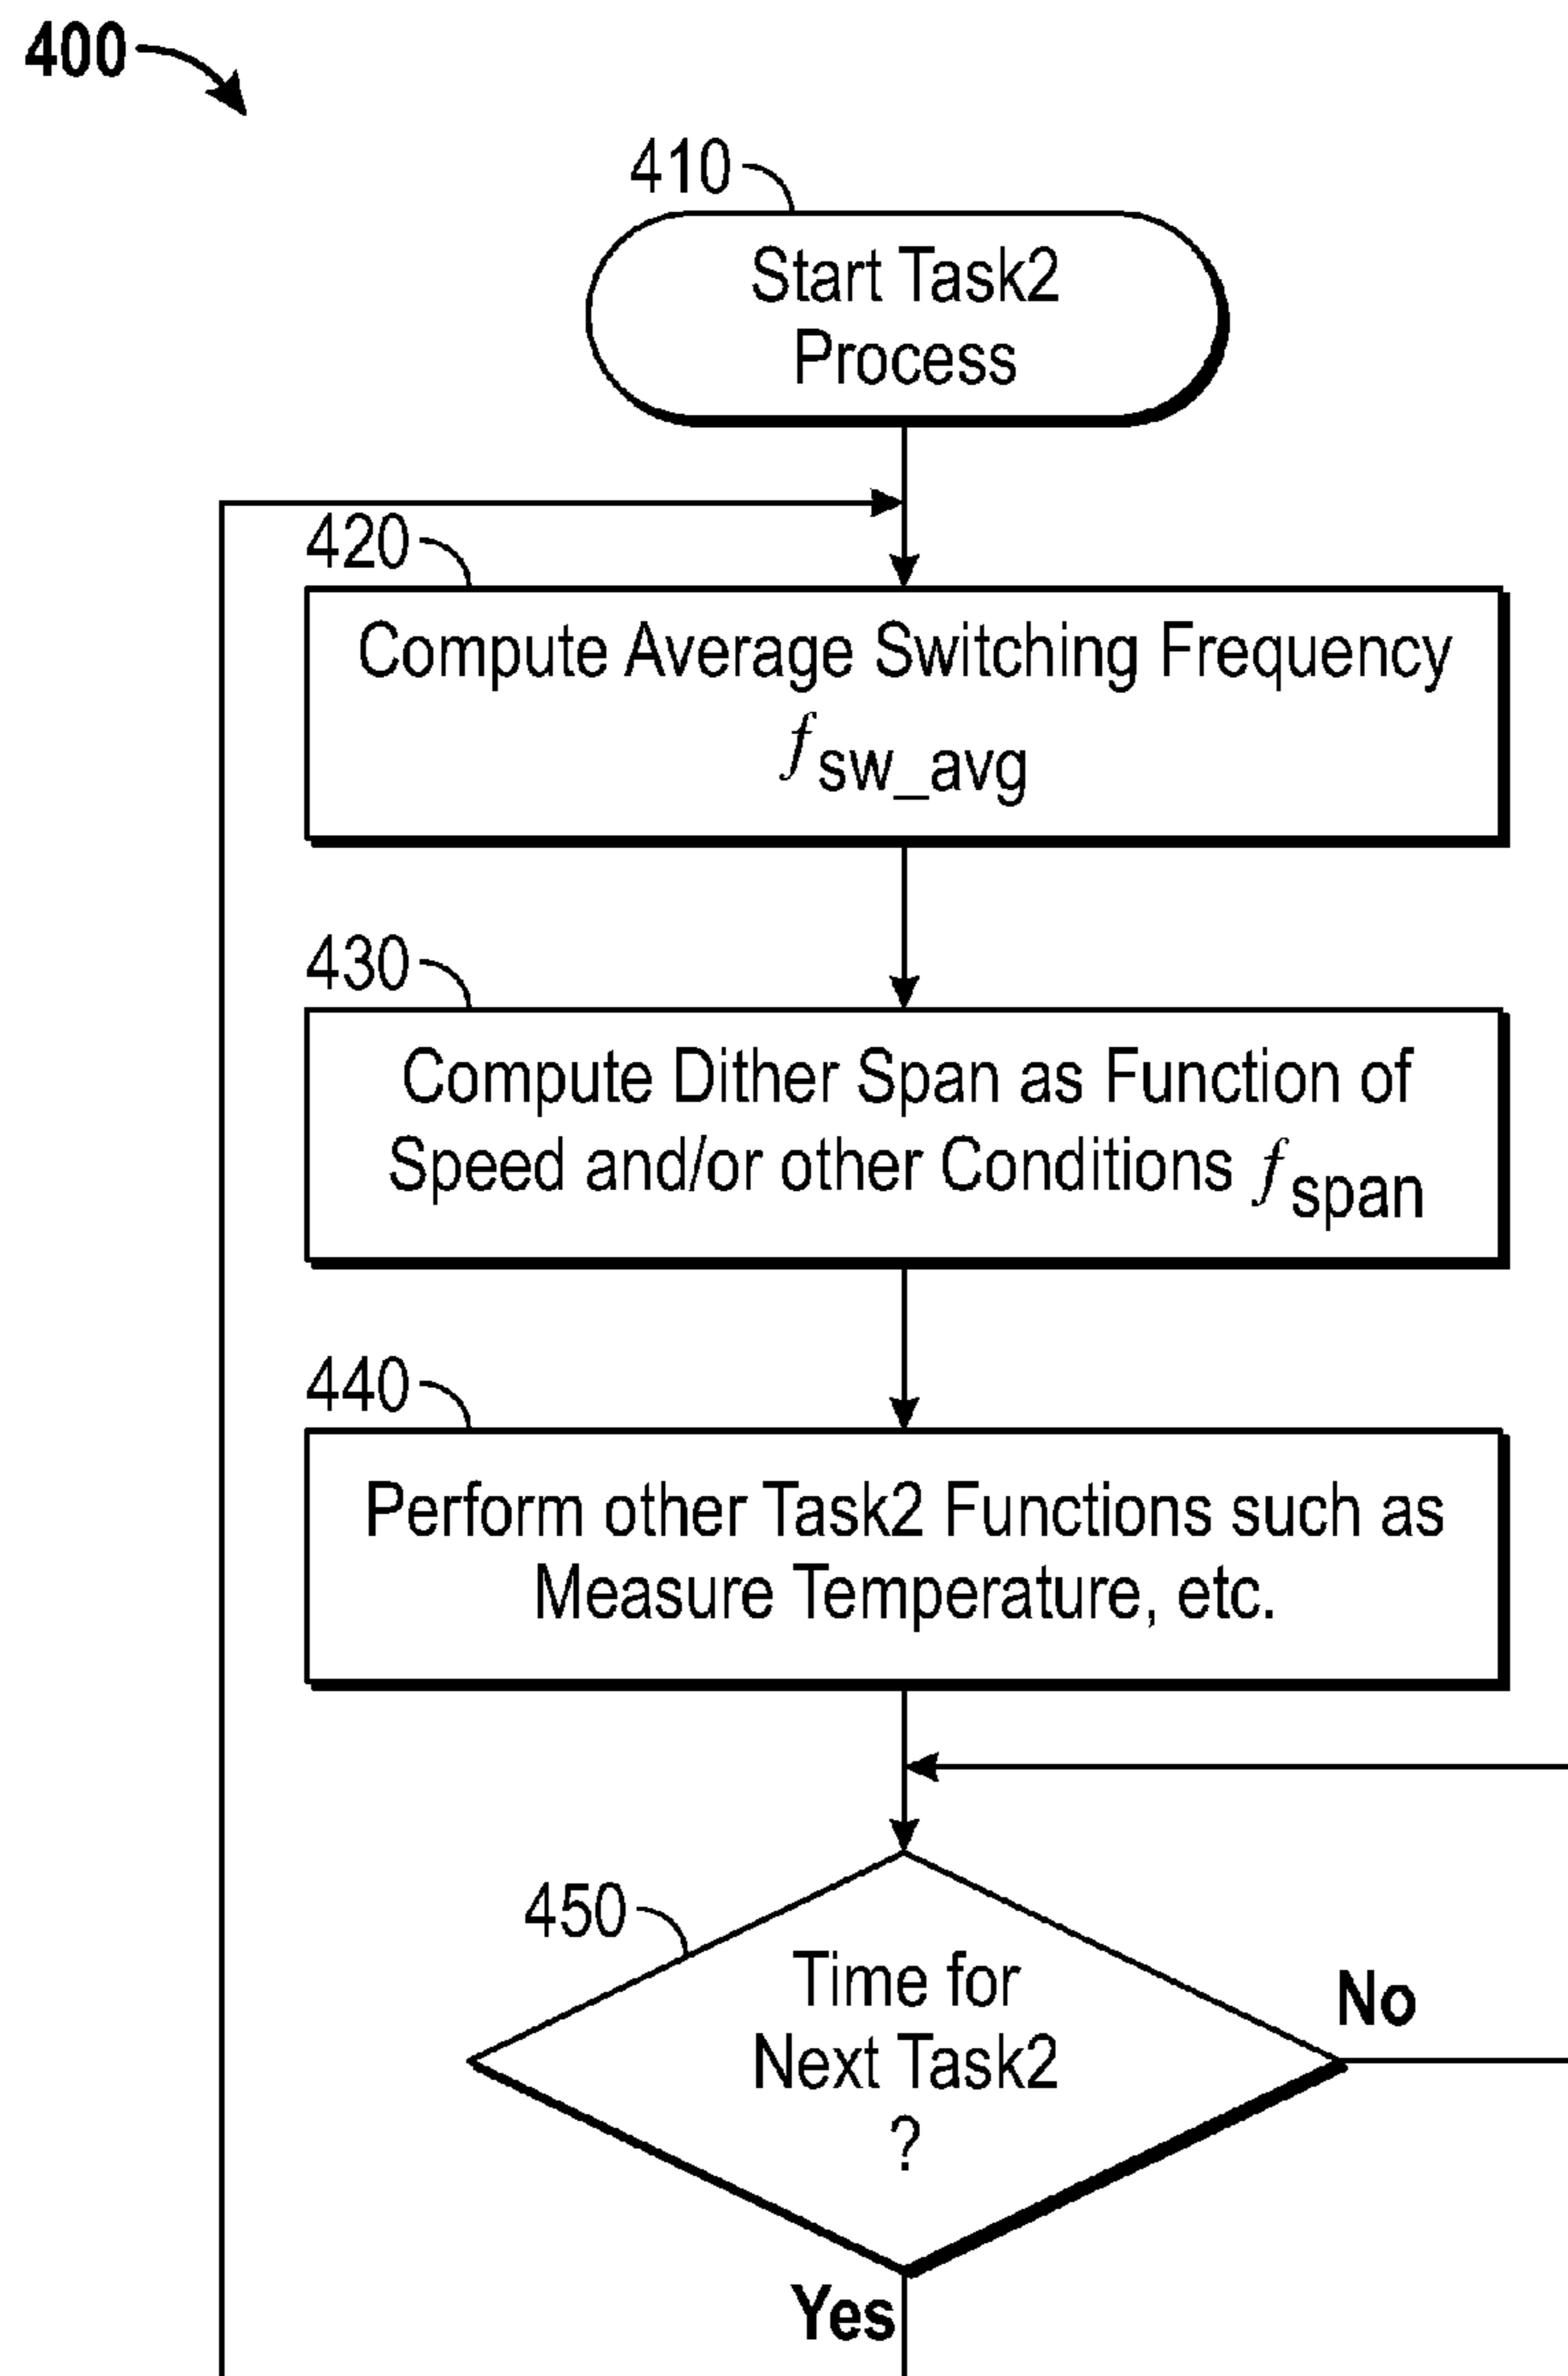 400
410
Start Task2
Process
420
Compute Average Switching Frequency
fsw_avg
430
Compute Dither Span as Function of
Speed and/or other Conditions fspan
440
Perform other Task2 Functions such as
Measure Temperature, etc.
450
Time for
Next Task2
?
No
Yes